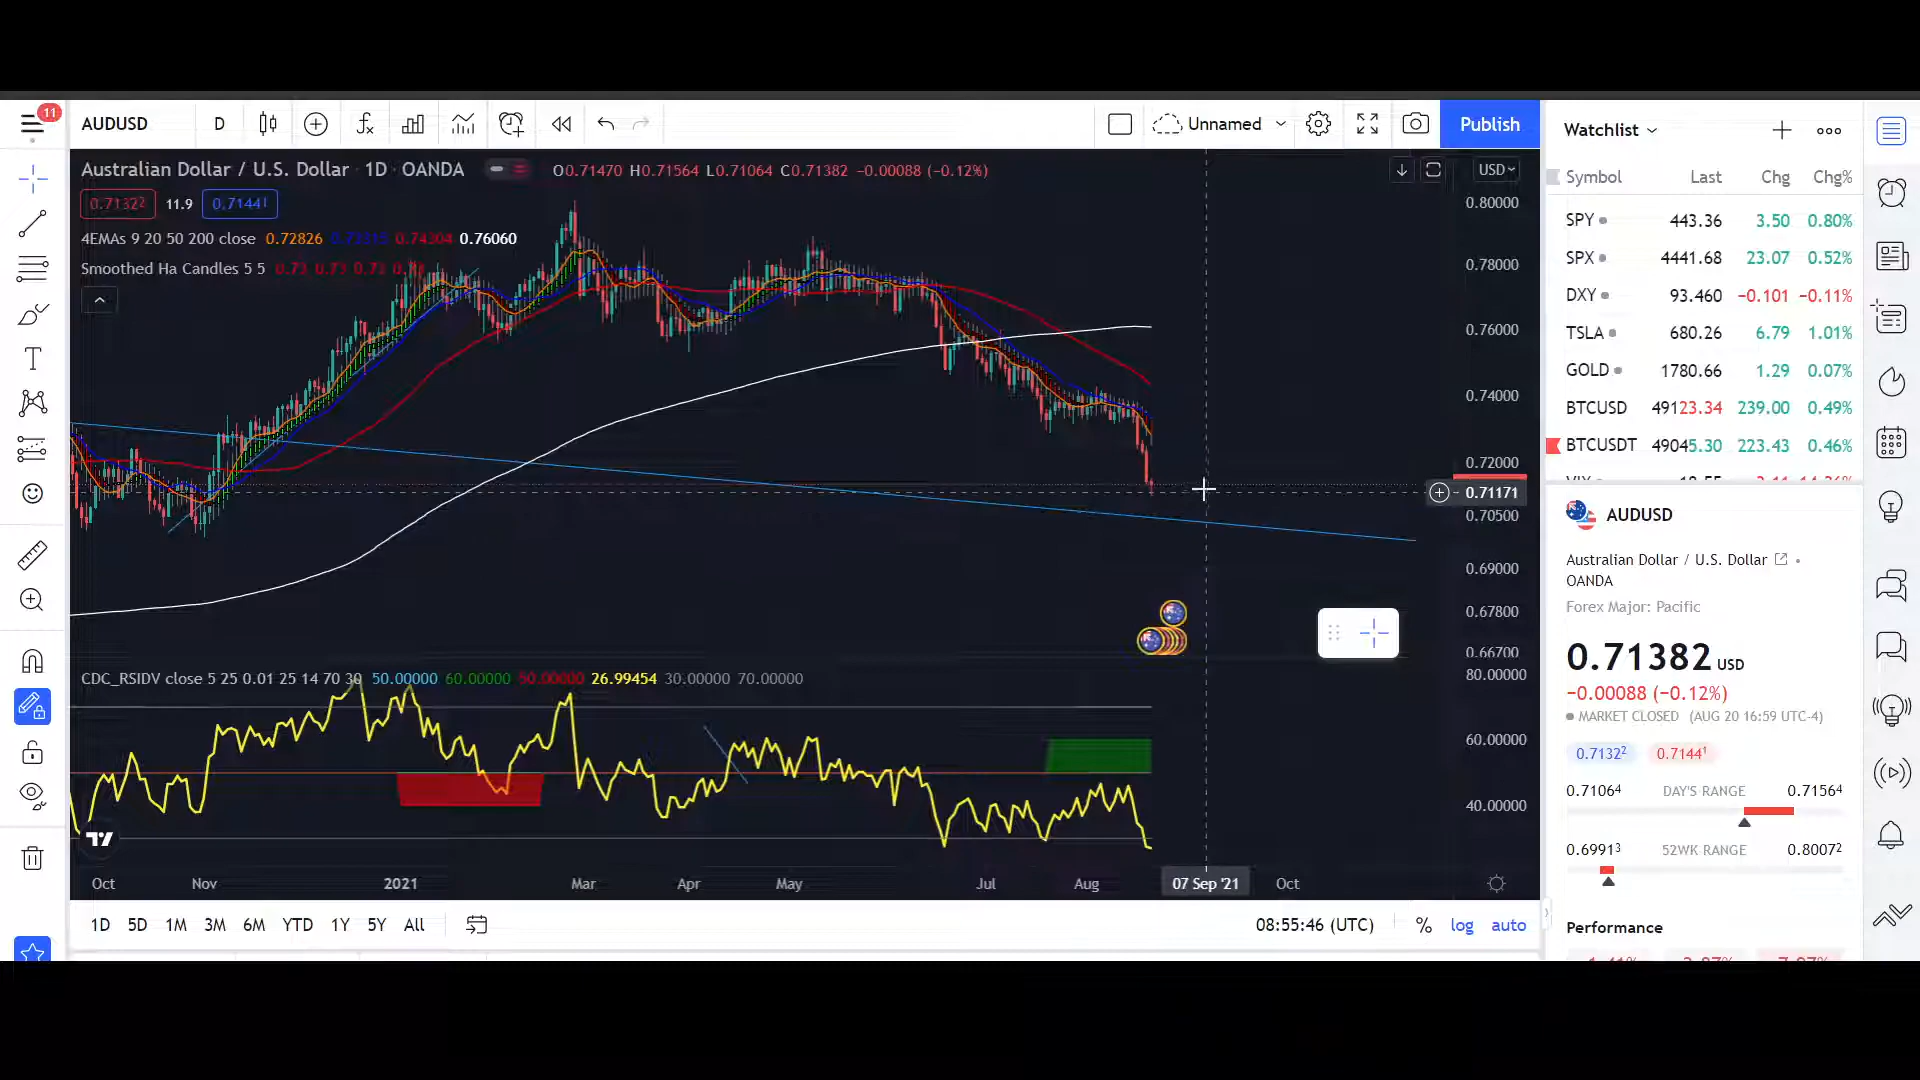 11
AUDUSD
D
Unnamed
Publish
Watchlist
Australian Dollar / U.S. Dollar · 1D · OANDA
O0.71470 H0.71564 L0.71064 C0.71382 −0.00088 (−0.12%)
USD
0.71322 11.9 0.71441
4EMAs 9 20 50 200 close 0.72826 0.74304 0.76060
Smoothed Ha Candles 5 5 0.73 0.73 0.73
0.80000
0.78000
0.76000
0.74000
0.72000
0.71171
0.70500
0.69000
0.67800
0.66700
CDC_RSIDV close 5 25 0.01 25 14 70 30 50.00000 60.00000 50.00000 26.99454 30.00000 70.00000
80.00000
60.00000
40.00000
Oct Nov 2021 Mar Apr May Jul Aug 07 Sep '21 Oct
1D 5D 1M 3M 6M YTD 1Y 5Y All
08:55:46 (UTC) % log auto
Symbol Last Chg Chg%
SPY 443.36 3.50 0.80%
SPX 4441.68 23.07 0.52%
DXY 93.460 −0.101 −0.11%
TSLA 680.26 6.79 1.01%
GOLD 1780.66 1.29 0.07%
BTCUSD 49123.34 239.00 0.49%
BTCUSDT 49045.30 223.43 0.46%
AUDUSD
Australian Dollar / U.S. Dollar
OANDA
Forex Major: Pacific
0.71382 USD
−0.00088 (−0.12%)
MARKET CLOSED (AUG 20 16:59 UTC-4)
0.71322 0.71441
0.71064 DAY'S RANGE 0.71564
0.69913 52WK RANGE 0.80072
Performance